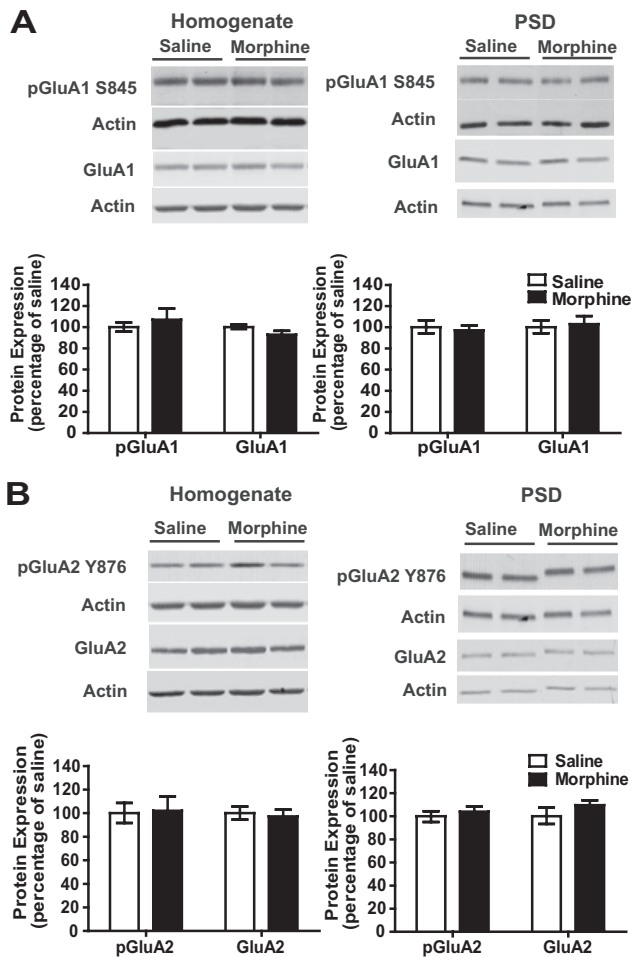 A
Homogenate
Saline Morphine
pGluA1 S845
Actin
GluA1
Actin
PSD
Saline Morphine
pGluA1 S845
Actin
GluA1
Actin
Protein Expression
(percentage of saline)
140
120
100
80
60
40
20
0
pGluA1 GluA1
Protein Expression
(percentage of saline)
140
120
100
80
60
40
20
0
Saline
Morphine
pGluA1 GluA1
B
Homogenate
Saline Morphine
pGluA2 Y876
Actin
GluA2
Actin
PSD
Saline Morphine
pGluA2 Y876
Actin
GluA2
Actin
Protein Expression
(percentage of saline)
140
120
100
80
60
40
20
0
pGluA2 GluA2
Protein Expression
(percentage of saline)
140
120
100
80
60
40
20
0
Saline
Morphine
pGluA2 GluA2